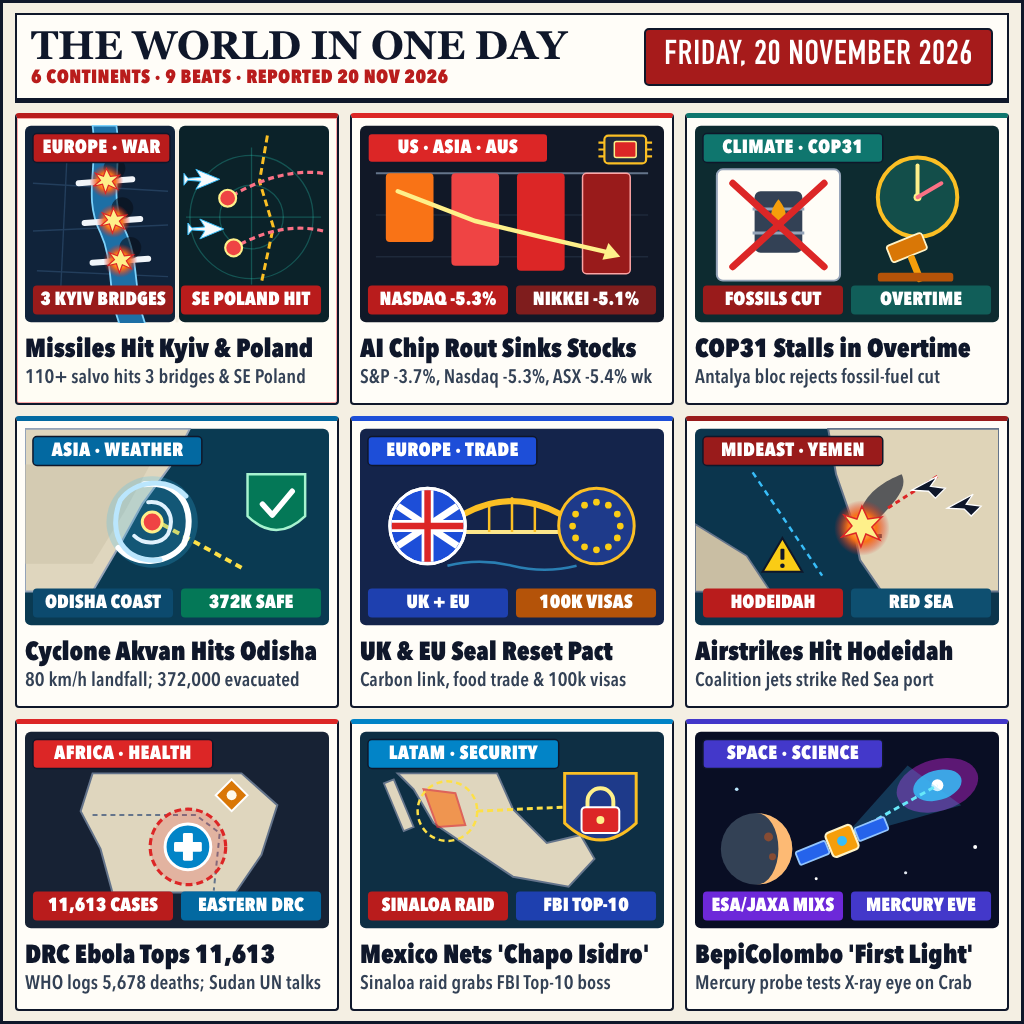 THE WORLD IN ONE DAY
6 CONTINENTS · 9 BEATS · REPORTED 20 NOV 2026
FRIDAY, 20 NOVEMBER 2026
EUROPE · WAR
3 KYIV BRIDGES
SE POLAND HIT
Missiles Hit Kyiv & Poland
110+ salvo hits 3 bridges & SE Poland
US · ASIA · AUS
NASDAQ -5.3%
NIKKEI -5.1%
AI Chip Rout Sinks Stocks
S&P -3.7%, Nasdaq -5.3%, ASX -5.4% wk
CLIMATE · COP31
FOSSILS CUT
OVERTIME
COP31 Stalls in Overtime
Antalya bloc rejects fossil-fuel cut
ASIA · WEATHER
ODISHA COAST
372K SAFE
Cyclone Akvan Hits Odisha
80 km/h landfall; 372,000 evacuated
EUROPE · TRADE
UK + EU
100K VISAS
UK & EU Seal Reset Pact
Carbon link, food trade & 100k visas
MIDEAST · YEMEN
HODEIDAH
RED SEA
Airstrikes Hit Hodeidah
Coalition jets strike Red Sea port
AFRICA · HEALTH
11,613 CASES
EASTERN DRC
DRC Ebola Tops 11,613
WHO logs 5,678 deaths; Sudan UN talks
LATAM · SECURITY
SINALOA RAID
FBI TOP-10
Mexico Nets 'Chapo Isidro'
Sinaloa raid grabs FBI Top-10 boss
SPACE · SCIENCE
ESA/JAXA MIXS
MERCURY EVE
BepiColombo 'First Light'
Mercury probe tests X-ray eye on Crab